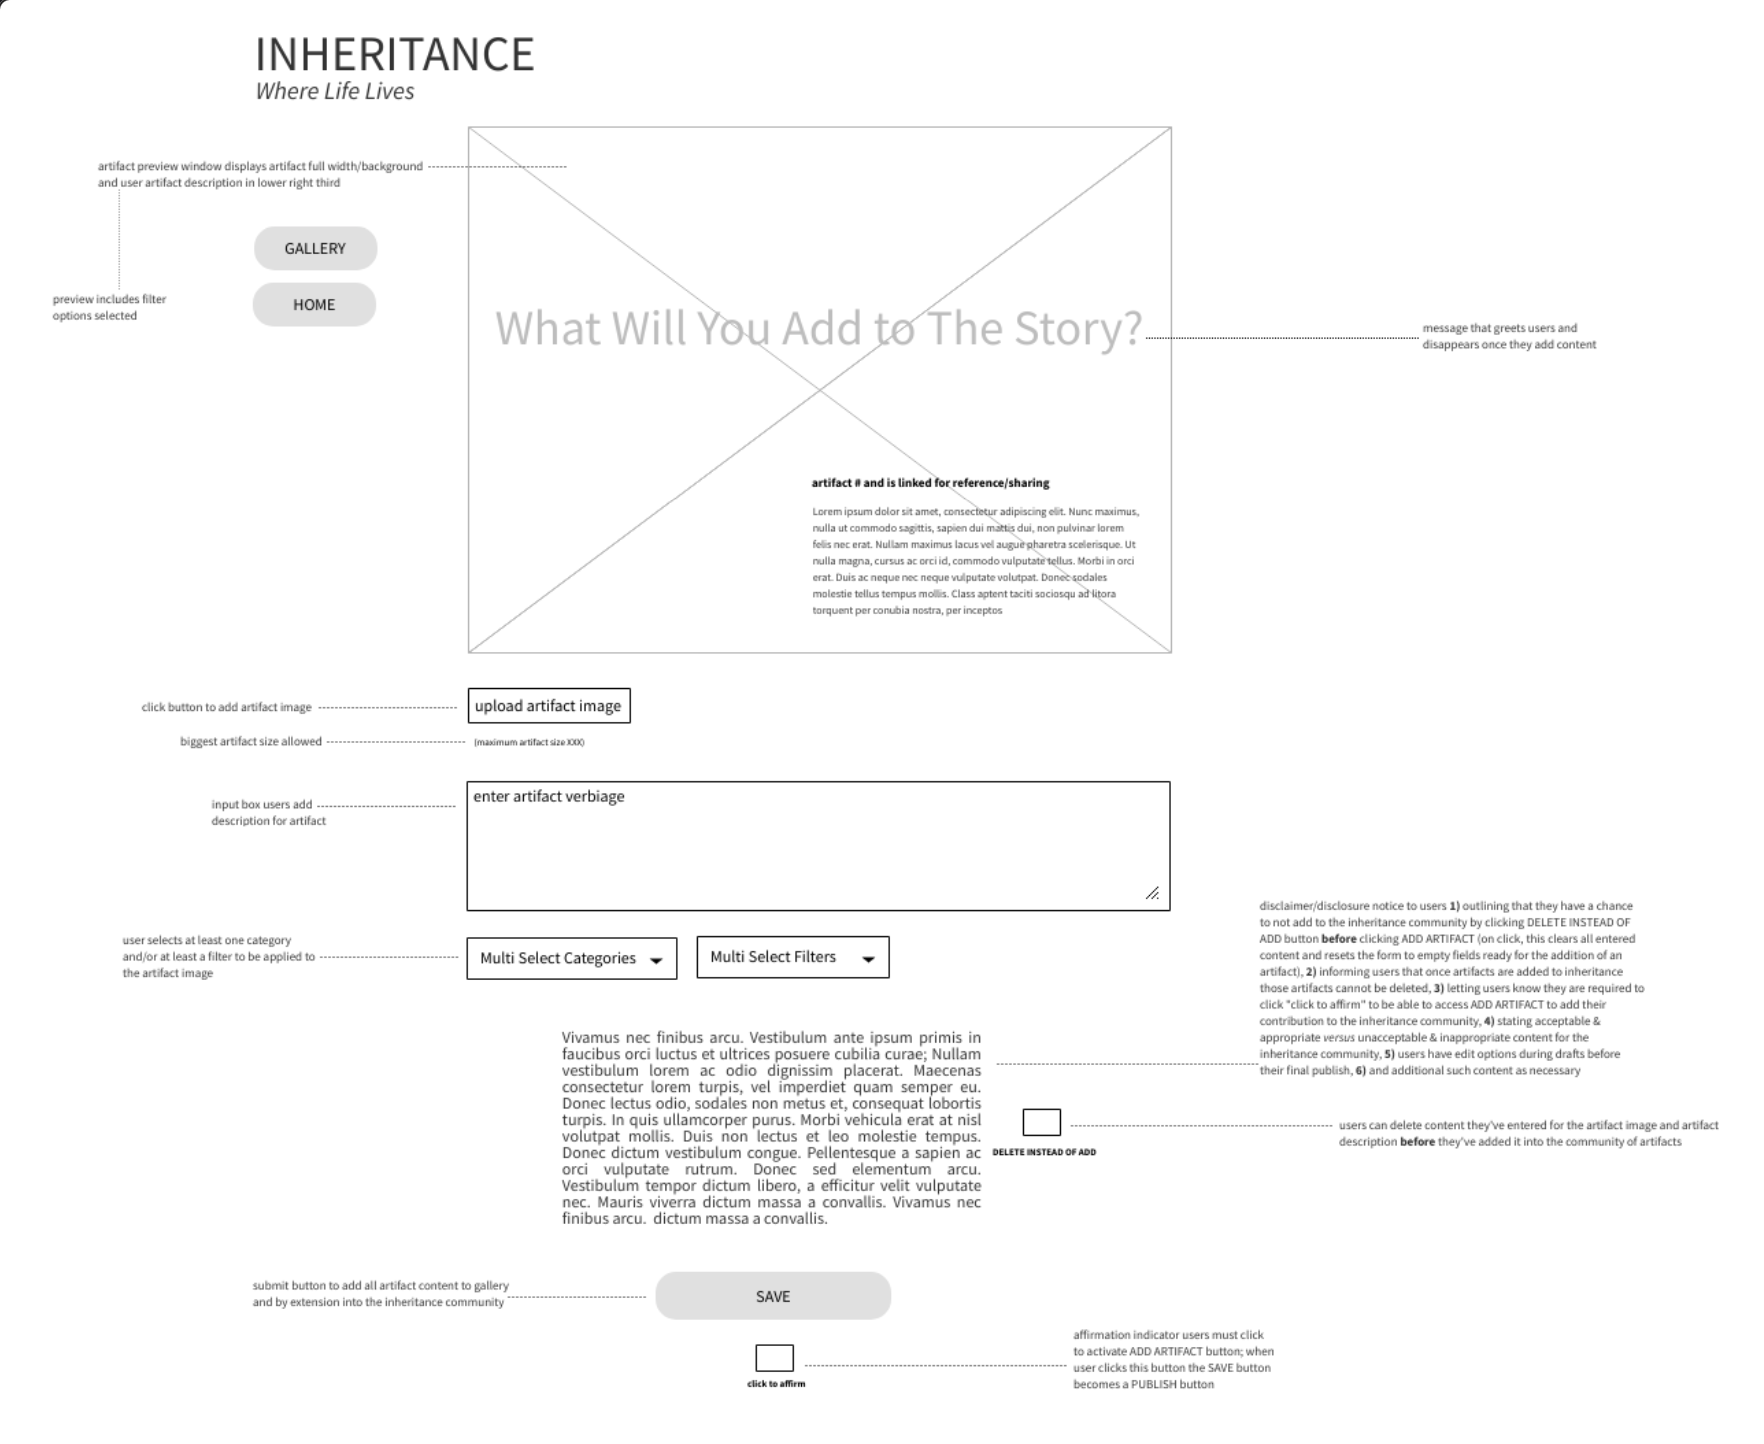 INHERITANCE
Where Life Lives
artifact preview window displays artifact full width/background
and user artifact description in lower right third
GALLERY
preview includes filter
options selected
HOME
What Will You Add to The Story?
message that greets users and
disappears once they add content
artifact # and is linked for reference/sharing
Lorem ipsum dolor sit amet, consectetur adipiscing elit. Nunc maximus,
nulla ut commodo sagittis, sapien dui mattis dui, non pulvinar lorem
felis nec erat. Nullam maximus lacus vel augue pharetra scelerisque. Ut
nulla magna, cursus ac orci id, commodo vulputate tellus. Morbi in orci
erat. Duis ac neque nec neque vulputate volutpat. Donec sodales
molestie tellus tempus mollis. Class aptent taciti sociosqu ad litora
torquent per conubia nostra, per inceptos
click button to add artifact image
upload artifact image
biggest artifact size allowed
(maximum artifact size XXX)
input box users add
description for artifact
enter artifact verbiage
user selects at least one category
and/or at least a filter to be applied to
the artifact image
Multi Select Categories
Multi Select Filters
disclaimer/disclosure notice to users 1) outlining that they have a chance
to not add to the inheritance community by clicking DELETE INSTEAD OF
ADD button before clicking ADD ARTIFACT (on click, this clears all entered
content and resets the form to empty fields ready for the addition of an
artifact), 2) informing users that once artifacts are added to inheritance
those artifacts cannot be deleted, 3) letting users know they are required to
click "click to affirm" to be able to access ADD ARTIFACT to add their
contribution to the inheritance community, 4) stating acceptable &
appropriate versus unacceptable & inappropriate content for the
inheritance community, 5) users have edit options during drafts before
their final publish, 6) and additional such content as necessary
Vivamus nec finibus arcu. Vestibulum ante ipsum primis in
faucibus orci luctus et ultrices posuere cubilia curae; Nullam
vestibulum lorem ac odio dignissim placerat. Maecenas
consectetur lorem turpis, vel imperdiet quam semper eu.
Donec lectus odio, sodales non metus et, consequat lobortis
turpis. In quis ullamcorper purus. Morbi vehicula erat at nisl
volutpat mollis. Duis non lectus et leo molestie tempus.
Donec dictum vestibulum congue. Pellentesque a sapien ac
orci vulputate rutrum. Donec sed elementum arcu.
Vestibulum tempor dictum libero, a efficitur velit vulputate
nec. Mauris viverra dictum massa a convallis. Vivamus nec
finibus arcu. dictum massa a convallis.
DELETE INSTEAD OF ADD
users can delete content they've entered for the artifact image and artifact
description before they've added it into the community of artifacts
submit button to add all artifact content to gallery
and by extension into the inheritance community
SAVE
click to affirm
affirmation indicator users must click
to activate ADD ARTIFACT button; when
user clicks this button the SAVE button
becomes a PUBLISH button